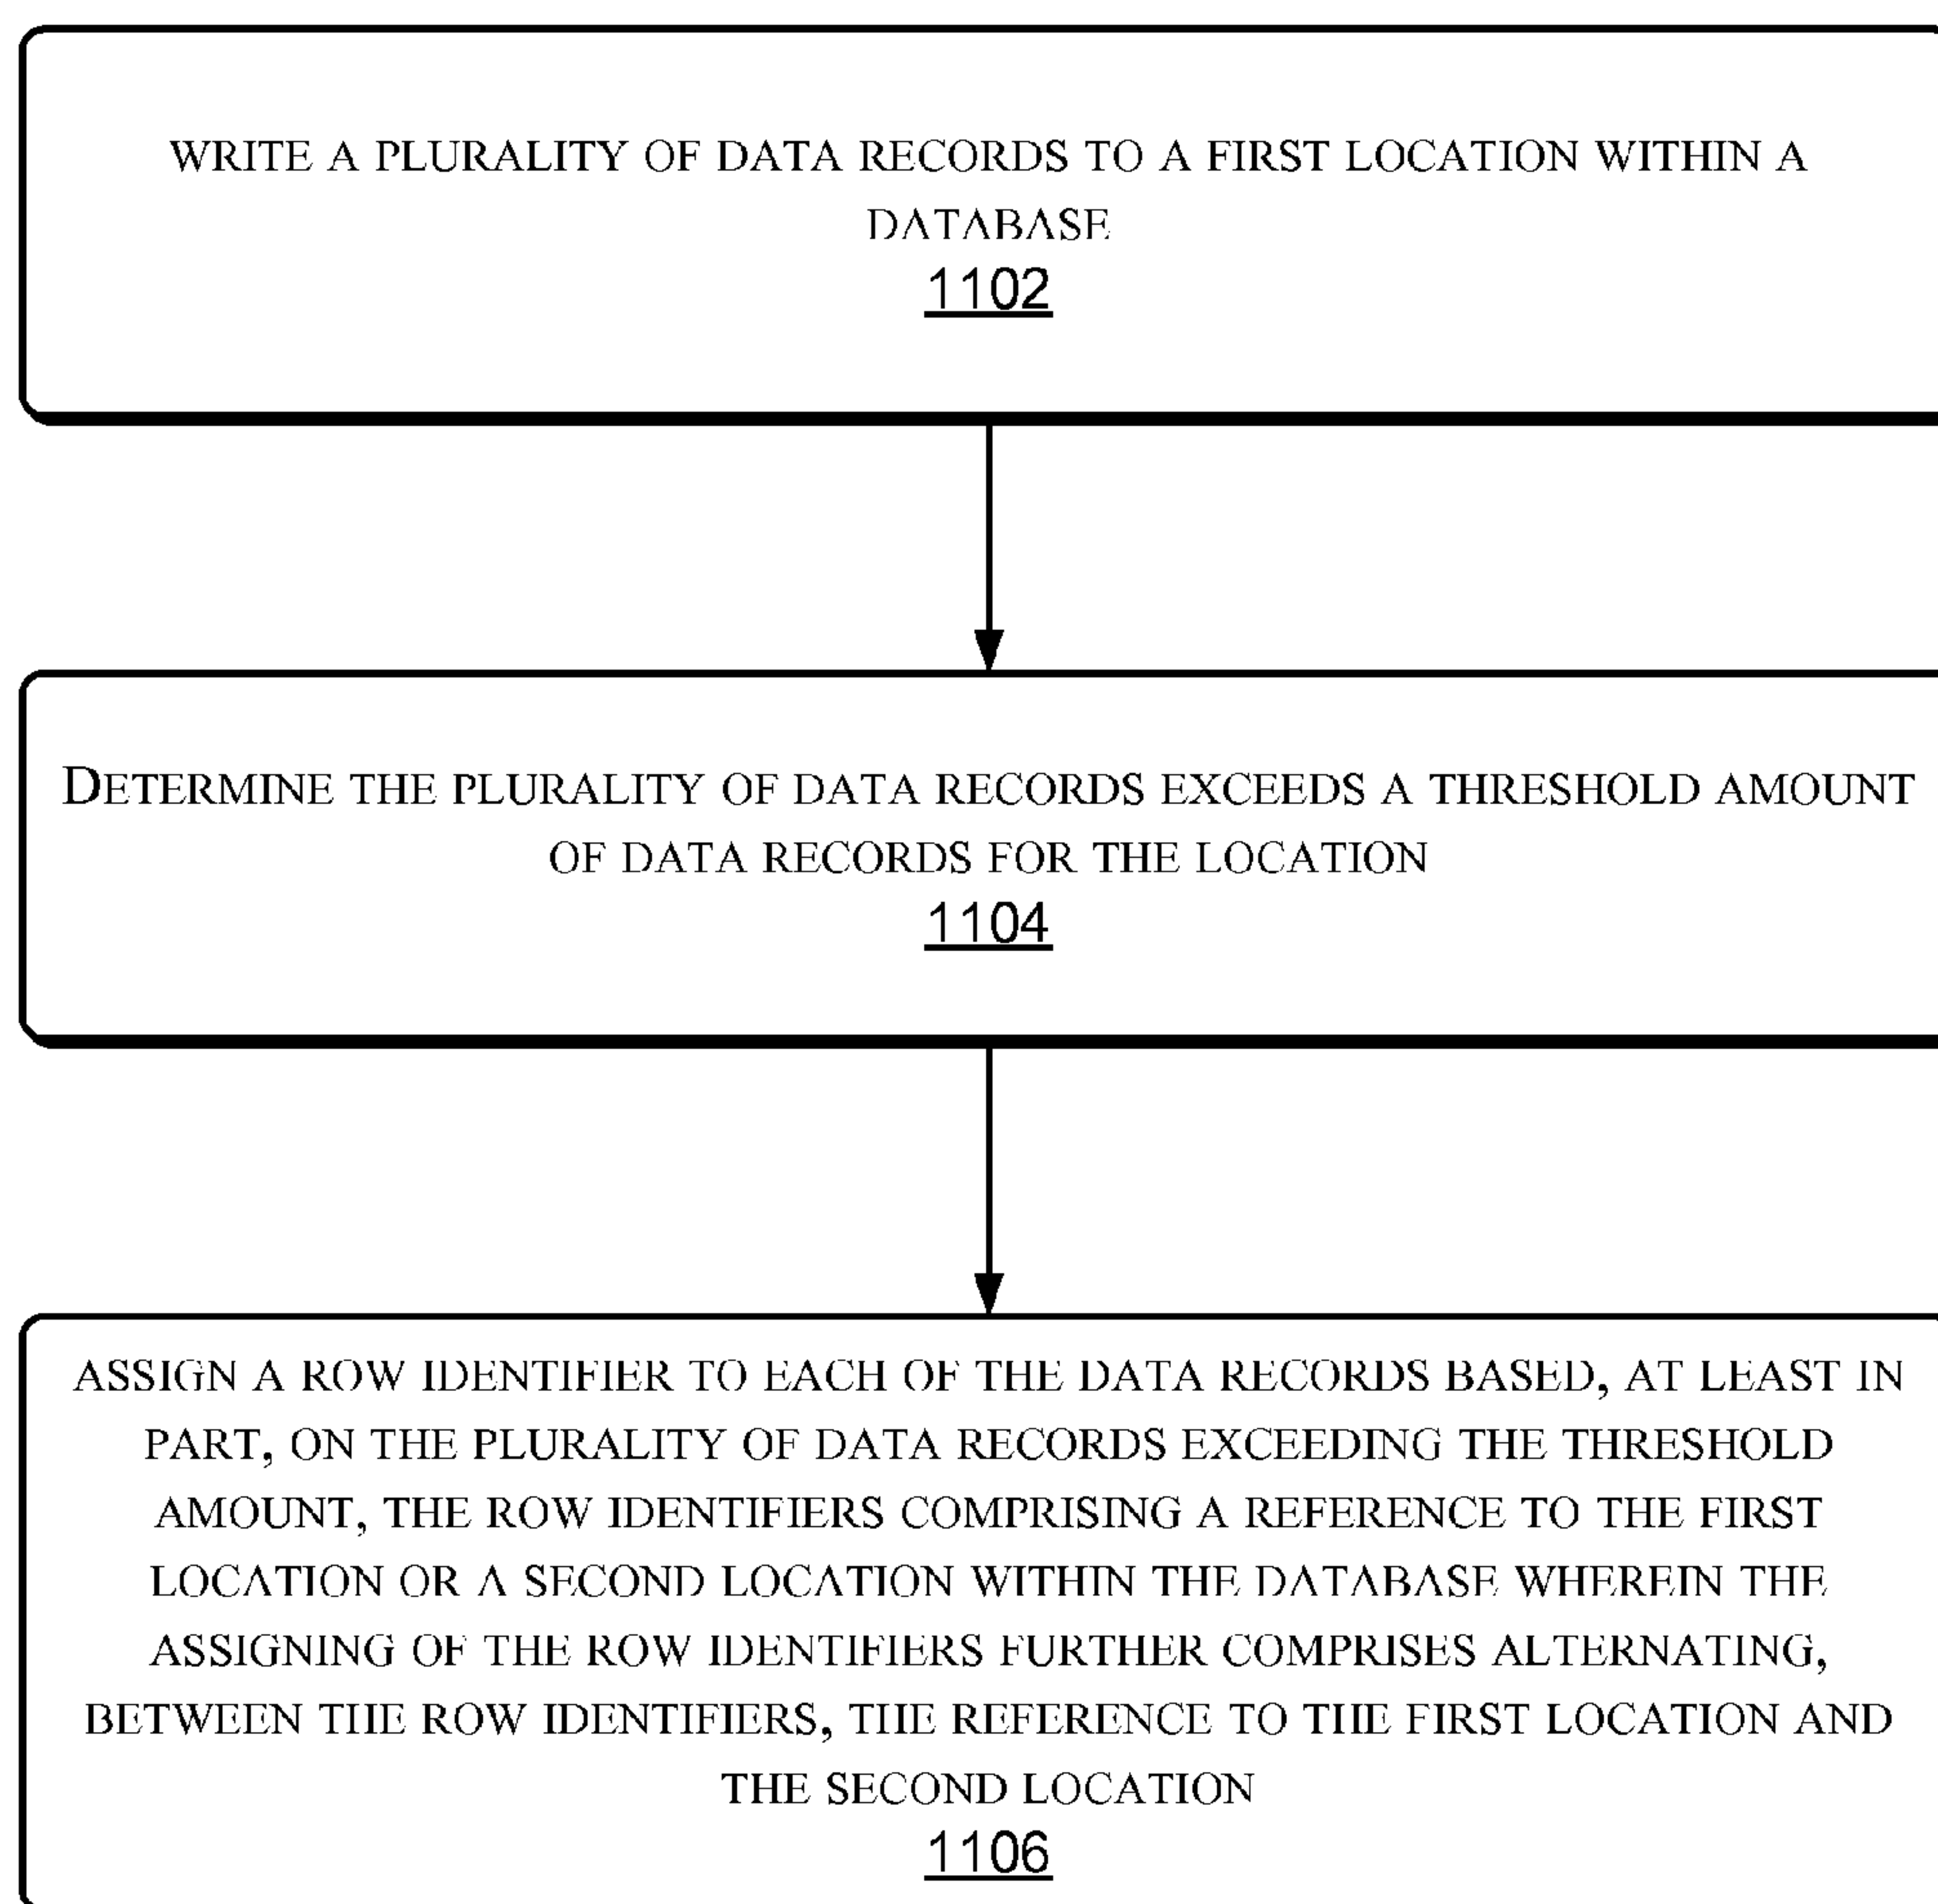 WRITE A PLURALITY OF DATA RECORDS TO A FIRST LOCATION WITHIN A
DATABASE
1102
DETERMINE THE PLURALITY OF DATA RECORDS EXCEEDS A THRESHOLD AMOUNT
OF DATA RECORDS FOR THE LOCATION
1104
ASSIGN A ROW IDENTIFIER TO EACH OF THE DATA RECORDS BASED, AT LEAST IN
PART, ON THE PLURALITY OF DATA RECORDS EXCEEDING THE THRESHOLD
AMOUNT, THE ROW IDENTIFIERS COMPRISING A REFERENCE TO THE FIRST
LOCATION OR A SECOND LOCATION WITHIN THE DATABASE WHEREIN THE
ASSIGNING OF THE ROW IDENTIFIERS FURTHER COMPRISES ALTERNATING,
BETWEEN THE ROW IDENTIFIERS, THE REFERENCE TO THE FIRST LOCATION AND
THE SECOND LOCATION
1106